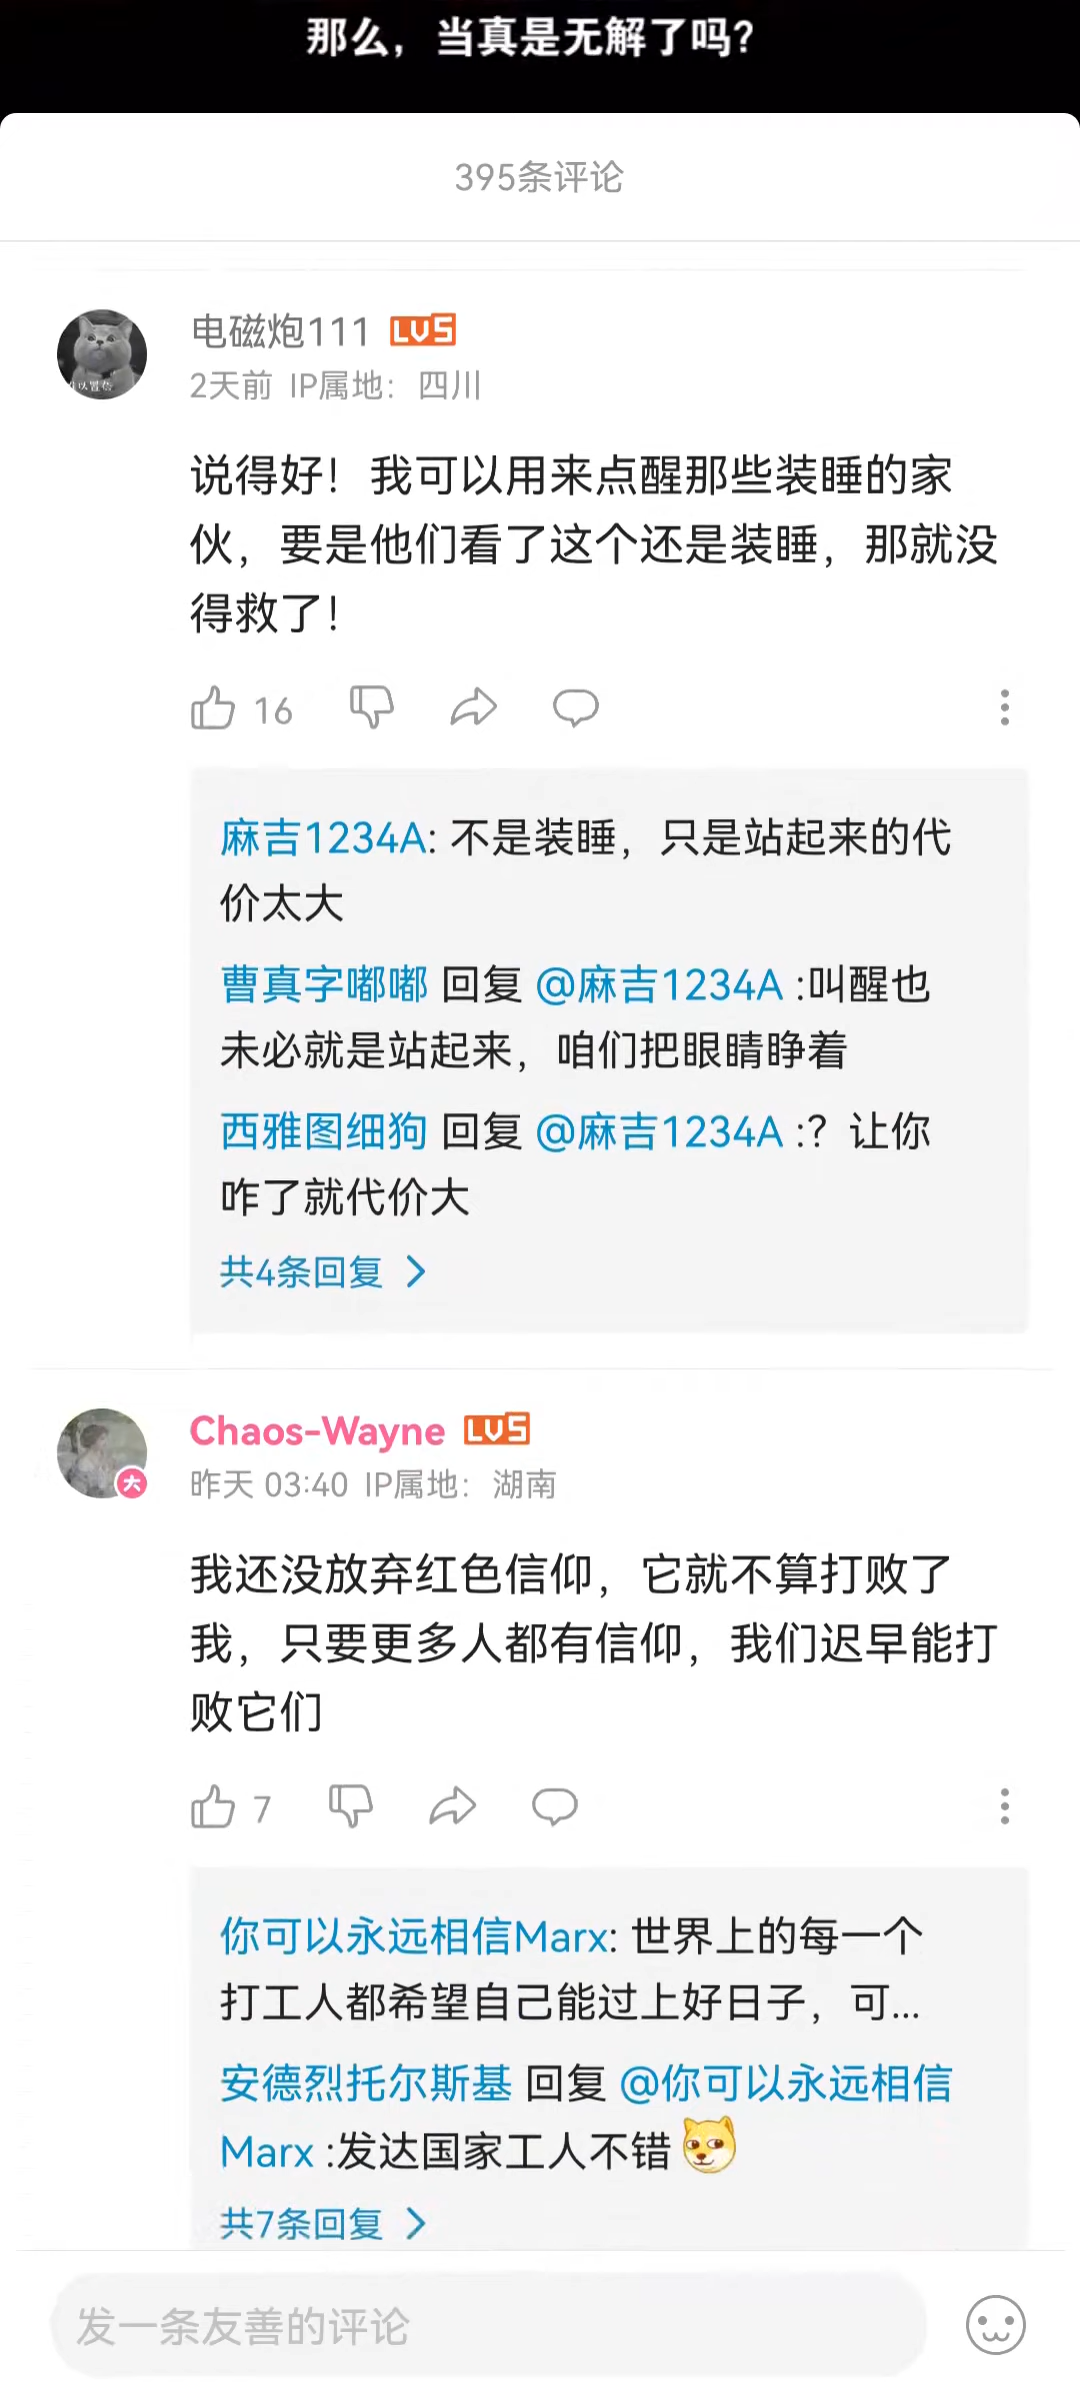 那么，当真是无解了吗?
395条评论
电磁炮111 LV5
2天前 IP属地：四川
说得好！我可以用来点醒那些装睡的家
伙，要是他们看了这个还是装睡，那就没
得救了！
16
麻吉1234A: 不是装睡，只是站起来的代
价太大
曹真字嘟嘟 回复 @麻吉1234A :叫醒也
未必就是站起来，咱们把眼睛睁着
西雅图细狗 回复 @麻吉1234A :？让你
咋了就代价大
共4条回复 >
Chaos-Wayne LV5
大
昨天 03:40 IP属地：湖南
我还没放弃红色信仰，它就不算打败了
我，只要更多人都有信仰，我们迟早能打
败它们
7
你可以永远相信Marx: 世界上的每一个
打工人都希望自己能过上好日子，可...
安德烈托尔斯基 回复 @你可以永远相信
Marx :发达国家工人不错
共7条回复 >
发一条友善的评论